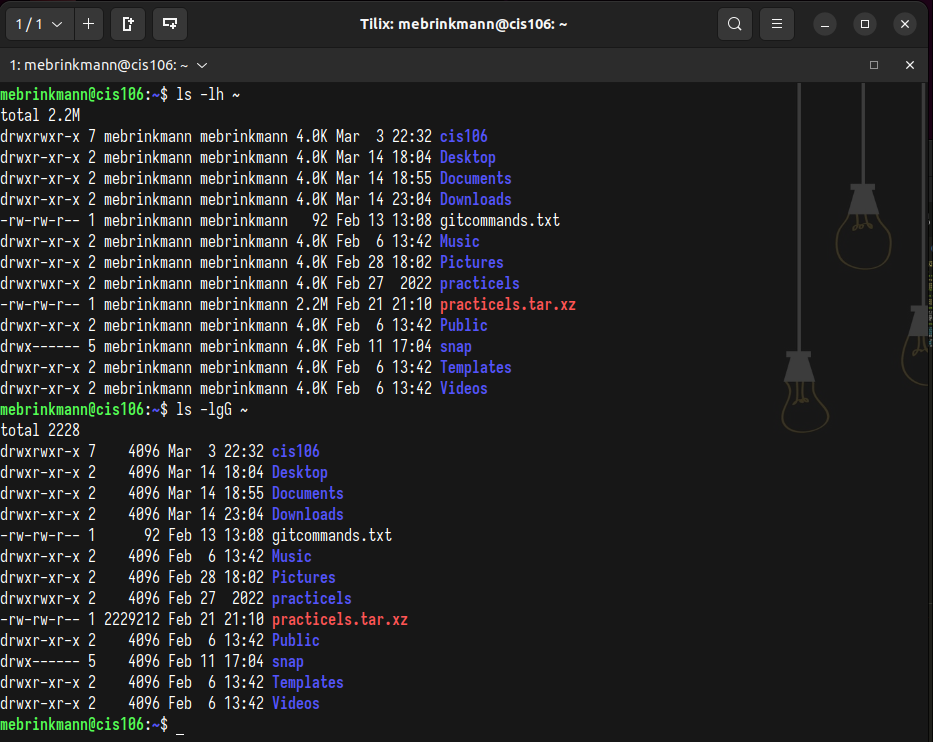 1 / 1
Tilix: mebrinkmann@cis106: ~
1: mebrinkmann@cis106: ~
mebrinkmann@cis106:~$ ls -lh ~
total 2.2M
drwxrwxr-x 7 mebrinkmann mebrinkmann 4.0K Mar  3 22:32 cis106
drwxr-xr-x 2 mebrinkmann mebrinkmann 4.0K Mar 14 18:04 Desktop
drwxr-xr-x 2 mebrinkmann mebrinkmann 4.0K Mar 14 18:55 Documents
drwxr-xr-x 2 mebrinkmann mebrinkmann 4.0K Mar 14 23:04 Downloads
-rw-rw-r-- 1 mebrinkmann mebrinkmann   92 Feb 13 13:08 gitcommands.txt
drwxr-xr-x 2 mebrinkmann mebrinkmann 4.0K Feb  6 13:42 Music
drwxr-xr-x 2 mebrinkmann mebrinkmann 4.0K Feb 28 18:02 Pictures
drwxrwxr-x 2 mebrinkmann mebrinkmann 4.0K Feb 27  2022 practicels
-rw-rw-r-- 1 mebrinkmann mebrinkmann 2.2M Feb 21 21:10 practicels.tar.xz
drwxr-xr-x 2 mebrinkmann mebrinkmann 4.0K Feb  6 13:42 Public
drwx------ 5 mebrinkmann mebrinkmann 4.0K Feb 11 17:04 snap
drwxr-xr-x 2 mebrinkmann mebrinkmann 4.0K Feb  6 13:42 Templates
drwxr-xr-x 2 mebrinkmann mebrinkmann 4.0K Feb  6 13:42 Videos
mebrinkmann@cis106:~$ ls -lgG ~
total 2228
drwxrwxr-x 7    4096 Mar  3 22:32 cis106
drwxr-xr-x 2    4096 Mar 14 18:04 Desktop
drwxr-xr-x 2    4096 Mar 14 18:55 Documents
drwxr-xr-x 2    4096 Mar 14 23:04 Downloads
-rw-rw-r-- 1      92 Feb 13 13:08 gitcommands.txt
drwxr-xr-x 2    4096 Feb  6 13:42 Music
drwxr-xr-x 2    4096 Feb 28 18:02 Pictures
drwxrwxr-x 2    4096 Feb 27  2022 practicels
-rw-rw-r-- 1 2229212 Feb 21 21:10 practicels.tar.xz
drwxr-xr-x 2    4096 Feb  6 13:42 Public
drwx------ 5    4096 Feb 11 17:04 snap
drwxr-xr-x 2    4096 Feb  6 13:42 Templates
drwxr-xr-x 2    4096 Feb  6 13:42 Videos
mebrinkmann@cis106:~$ _